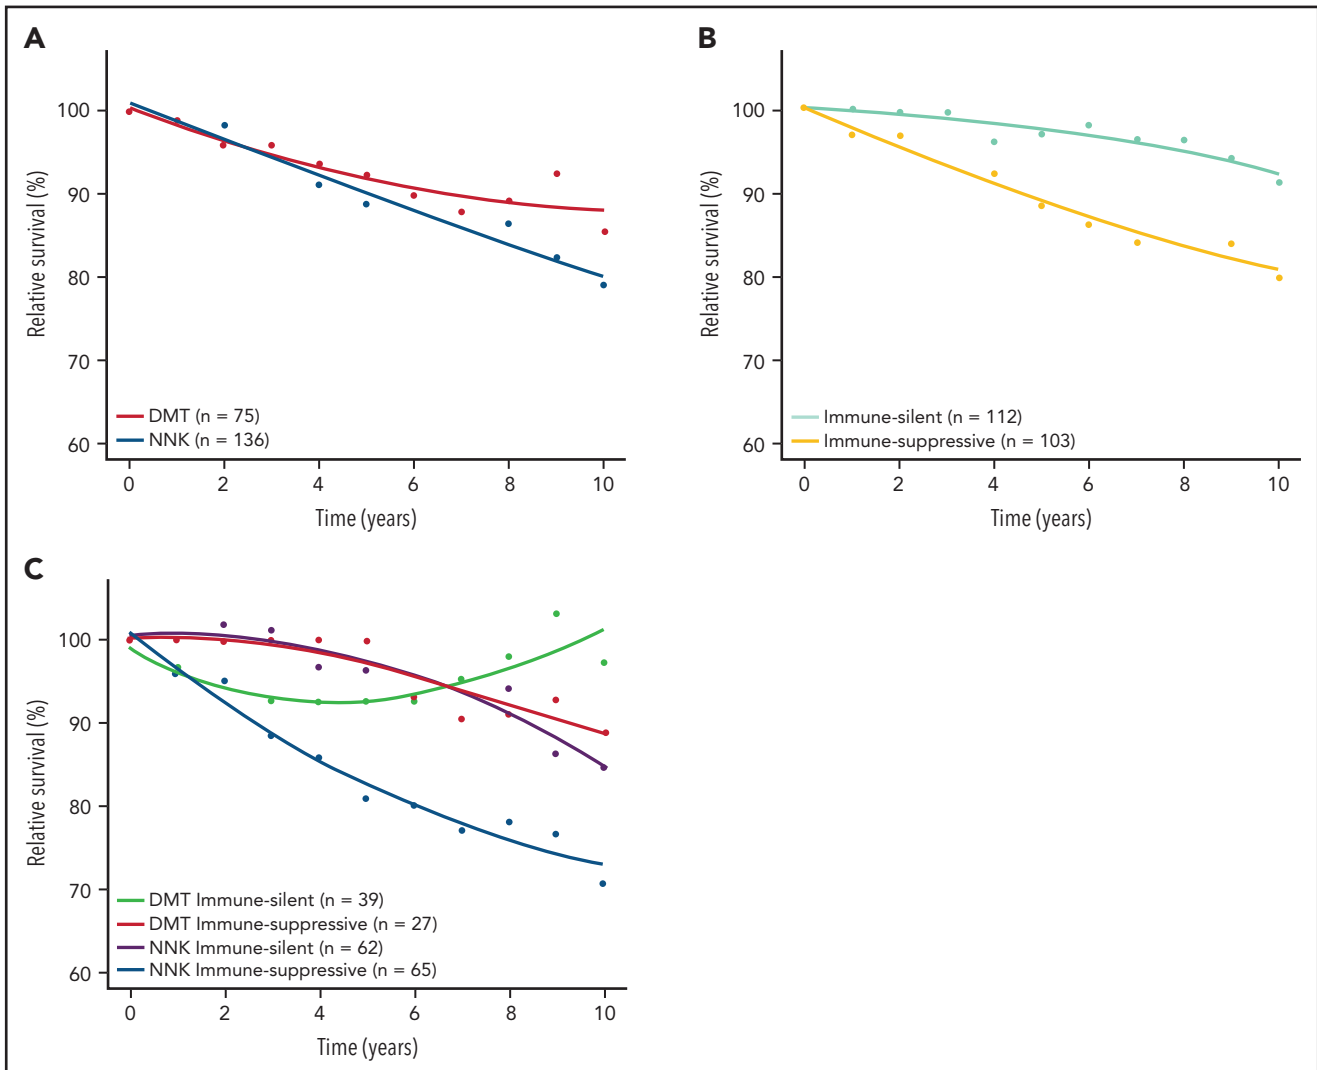 A
Relative survival (%)
100
90
80
70
60
DMT (n = 75)
NNK (n = 136)
0 2 4 6 8 10
Time (years)
B
Relative survival (%)
100
90
80
70
60
Immune-silent (n = 112)
Immune-suppressive (n = 103)
0 2 4 6 8 10
Time (years)
C
Relative survival (%)
100
90
80
70
60
DMT Immune-silent (n = 39)
DMT Immune-suppressive (n = 27)
NNK Immune-silent (n = 62)
NNK Immune-suppressive (n = 65)
0 2 4 6 8 10
Time (years)